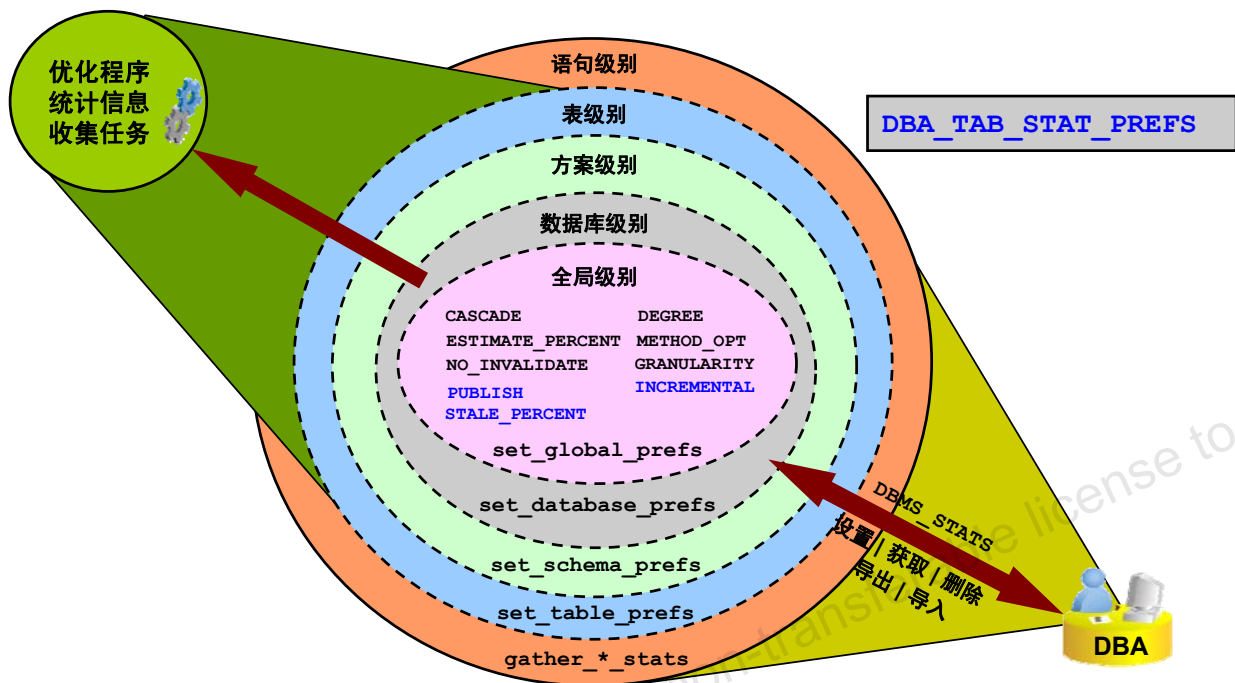 优化程序
统计信息
收集任务
语句级别
表级别
方案级别
数据库级别
全局级别
DBA_TAB_STAT_PREFS
CASCADE DEGREE
ESTIMATE_PERCENT METHOD_OPT
NO_INVALIDATE GRANULARITY
PUBLISH INCREMENTAL
STALE_PERCENT
set_global_prefs
set_database_prefs
set_schema_prefs
set_table_prefs
gather_*_stats
DBMS_STATS
设置 | 获取 | 删除
导出 | 导入
DBA
license to